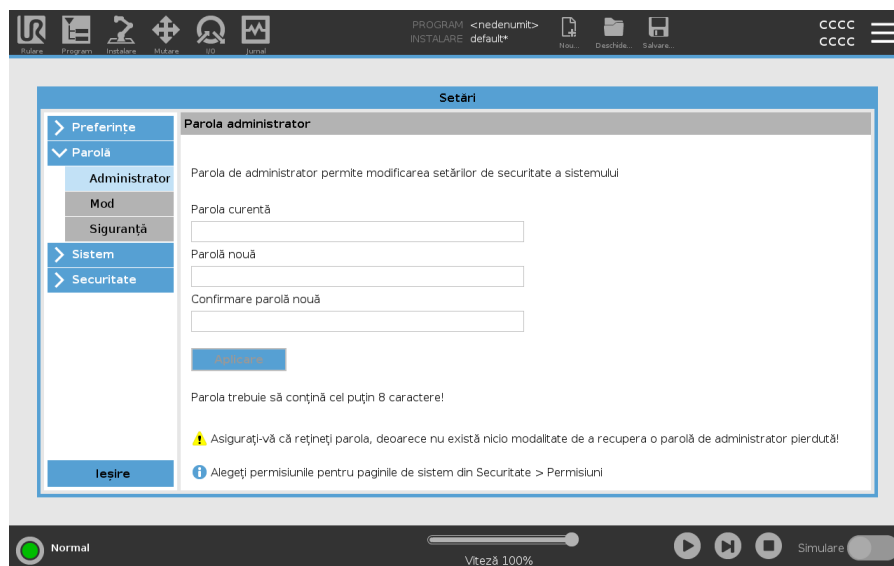 PROGRAM <nedenumit>
INSTALARE default*
cccc
cccc
Rulare Program Instalare Mutare I/O Jurnal Nou... Deschide... Salvare...
Setări
Preferințe
Parolă
Administrator
Mod
Siguranță
Sistem
Securitate
Ieșire
Parola administrator
Parola de administrator permite modificarea setărilor de securitate a sistemului
Parola curentă
Parolă nouă
Confirmare parolă nouă
Aplicare
Parola trebuie să conțină cel puțin 8 caractere!
Asigurați-vă că rețineți parola, deoarece nu există nicio modalitate de a recupera o parolă de administrator pierdută!
Alegeți permisiunile pentru paginile de sistem din Securitate > Permisiuni
Normal
Viteză 100%
Simulare